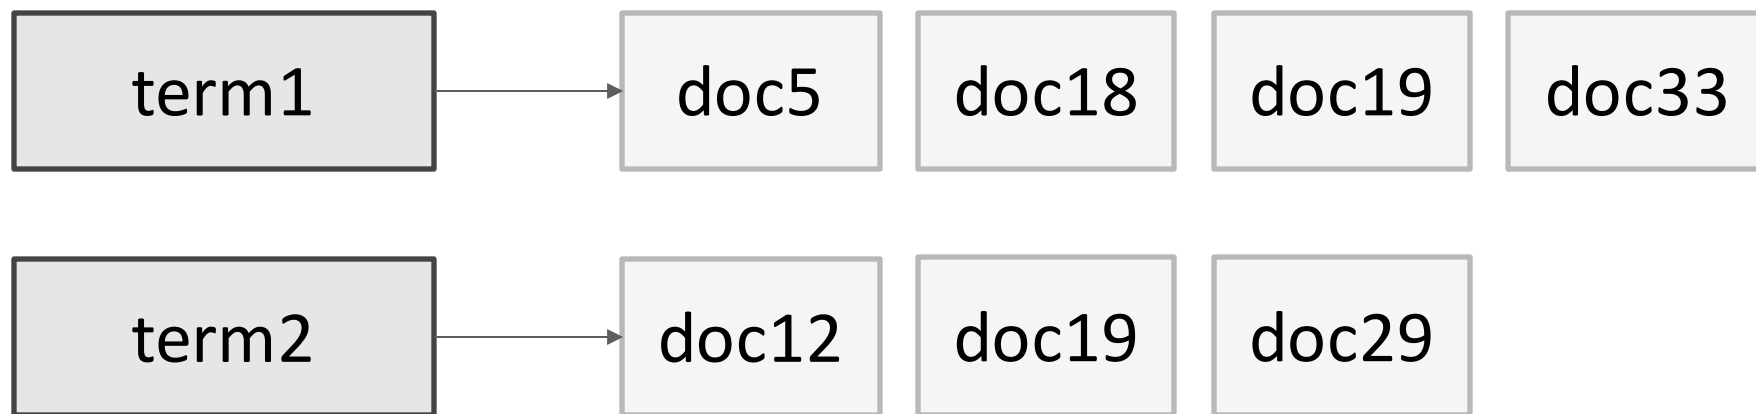 term1 doc5 doc18 doc19 doc33
term2 doc12 doc19 doc29